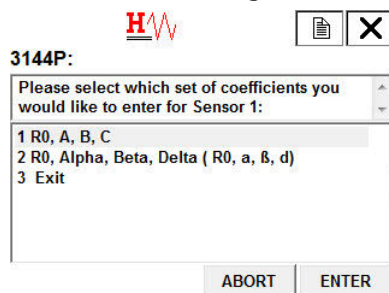 H
3144P:
Please select which set of coefficients you
would like to enter for Sensor 1:
1 R0, A, B, C
2 R0, Alpha, Beta, Delta ( R0, a, ß, d)
3 Exit
ABORT ENTER